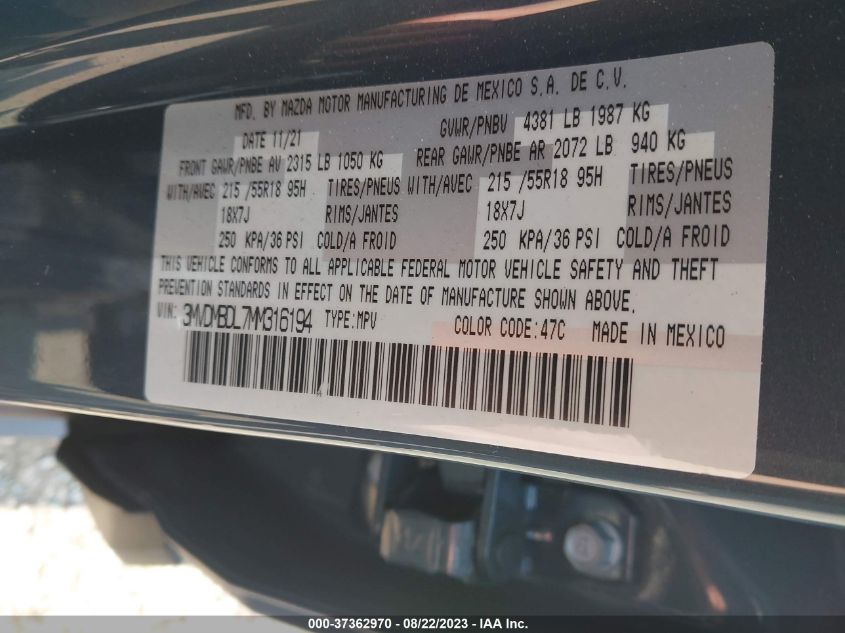 MFD. BY MAZDA MOTOR MANUFACTURING DE MEXICO S.A. DE C.V.
DATE 11/21 GVWR/PNBV 4381 LB 1987 KG
FRONT GAWR/PNBE AV 2315 LB 1050 KG REAR GAWR/PNBE AR 2072 LB 940 KG
WITH/AVEC 215 /55R18 95H TIRES/PNEUS WITH/AVEC 215 /55R18 95H TIRES/PNEUS
18X7J RIMS/JANTES 18X7J RIMS/JANTES
250 KPA/36 PSI COLD/A FROID 250 KPA/36 PSI COLD/A FROID
THIS VEHICLE CONFORMS TO ALL APPLICABLE FEDERAL MOTOR VEHICLE SAFETY AND THEFT
PREVENTION STANDARDS IN EFFECT ON THE DATE OF MANUFACTURE SHOWN ABOVE.
VIN: 3MVDMBDL7MM316194 TYPE:MPV COLOR CODE:47C MADE IN MEXICO
000-37362970 - 08/22/2023 - IAA Inc.